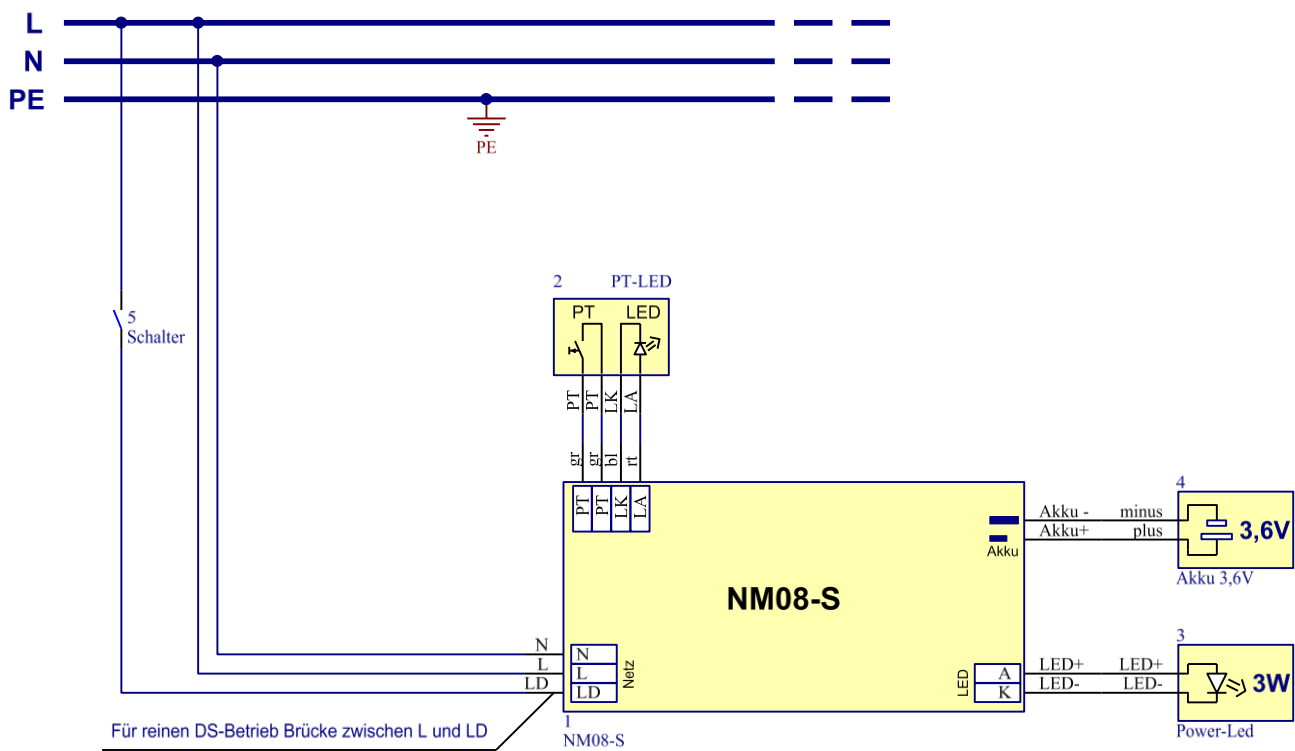 L
N
PE
PE
5
Schalter
2 PT-LED
PT LED
PT PT LK LA
gr gr bl rt
PT PT LK LA
NM08-S
Akku - minus
Akku+ plus
Akku
4
3,6V
Akku 3,6V
N N
L L
LD LD
Netz
LED
A LED+ LED+
K LED- LED-
3
3W
Power-Led
1
NM08-S
Für reinen DS-Betrieb Brücke zwischen L und LD